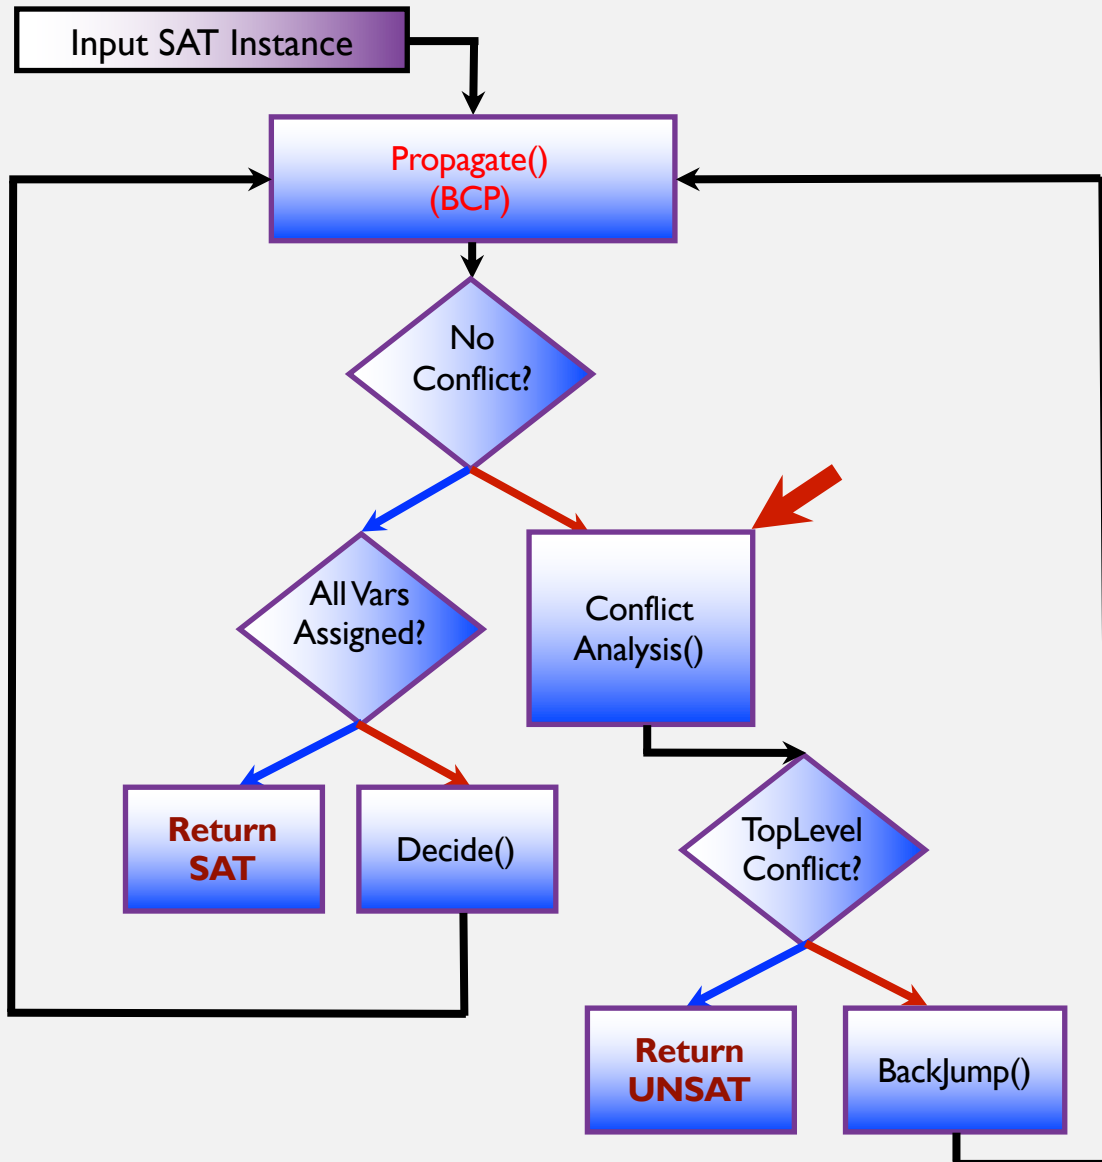 Input SAT Instance
Propagate()
(BCP)
No
Conflict?
All Vars
Assigned?
Conflict
Analysis()
Return
SAT
Decide()
TopLevel
Conflict?
Return
UNSAT
BackJump()